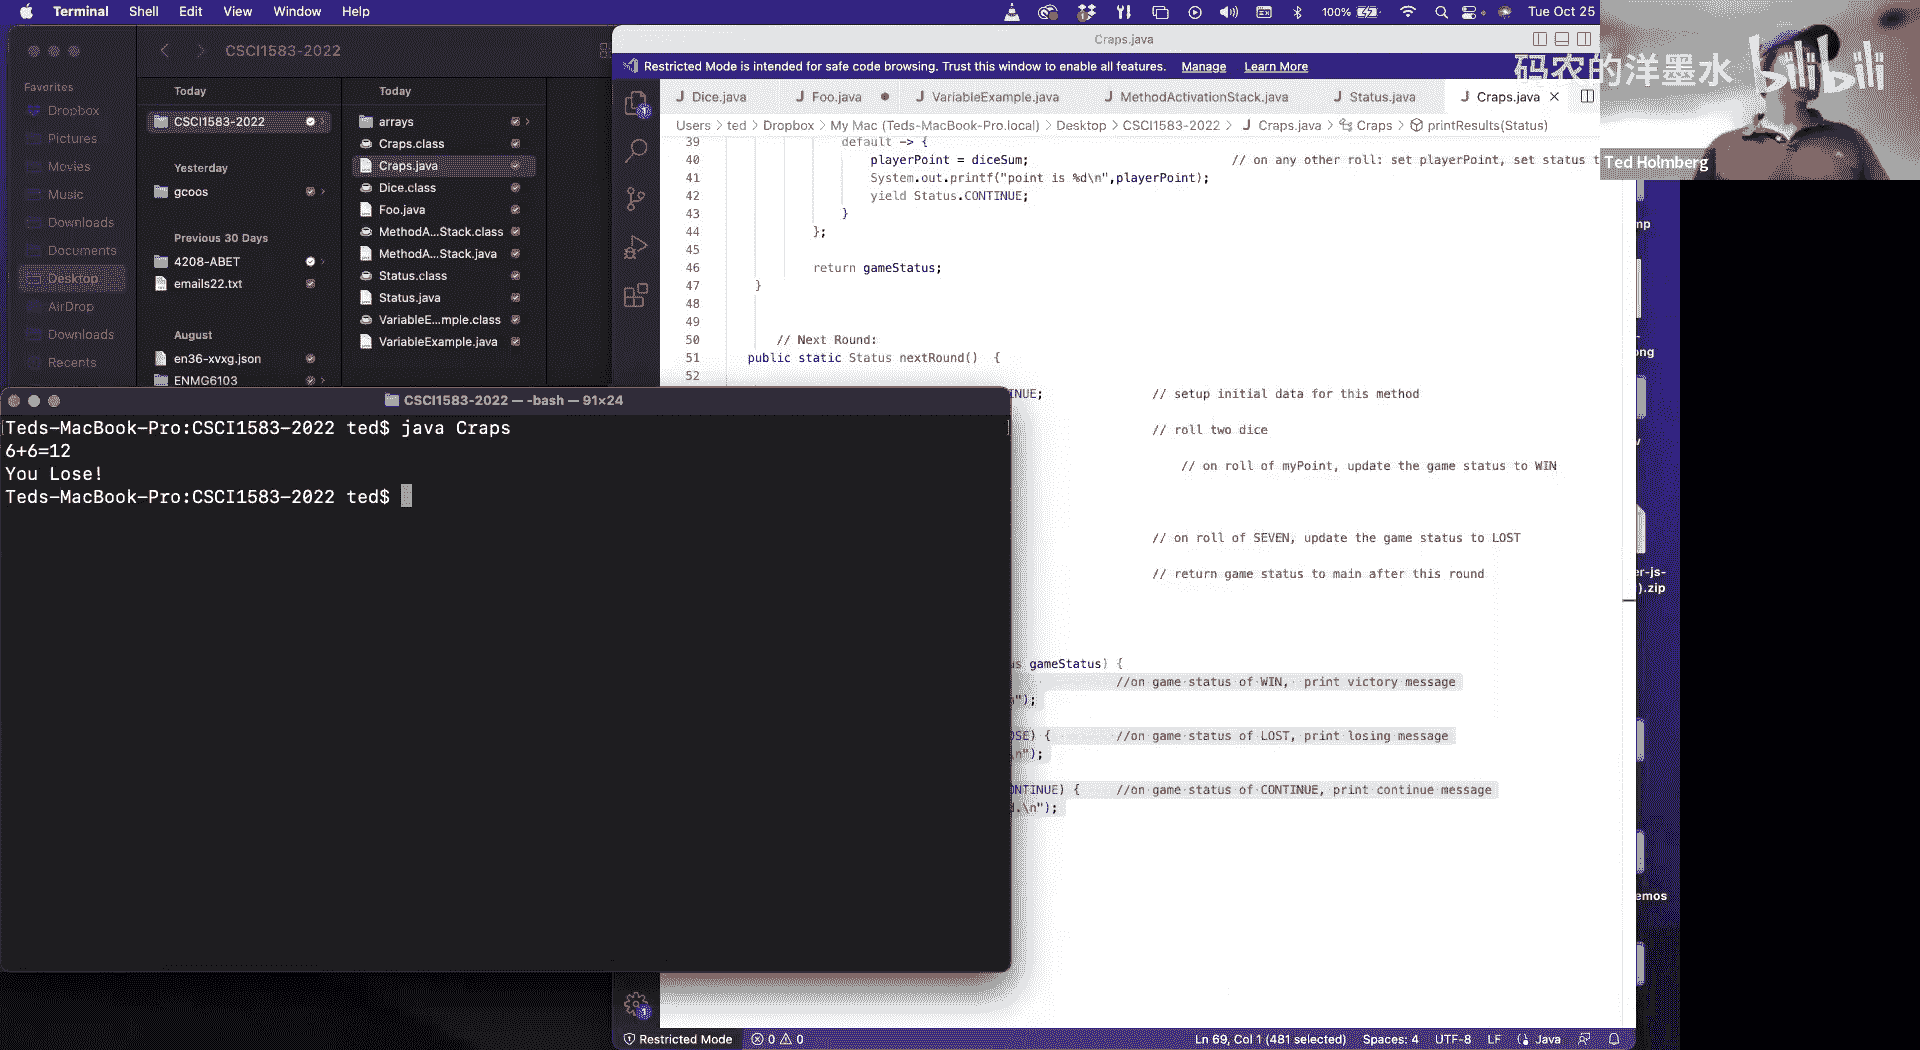 Terminal Shell Edit View Window Help
100% Tue Oct 25
CSCI1583-2022
Favorites
Dropbox
Pictures
Movies
Music
Downloads
Documents
Desktop
AirDrop
Downloads
Recents
Today
CSCI1583-2022
Yesterday
gcoos
Previous 30 Days
4208-ABET
emails22.txt
August
en36-xvxg.json
ENMG6103
Today
arrays
Craps.class
Craps.java
Dice.class
Foo.java
MethodA...Stack.class
MethodA...Stack.java
Status.class
Status.java
VariableE...mple.class
VariableExample.java
Craps.java
Restricted Mode is intended for safe code browsing. Trust this window to enable all features. Manage Learn More
Dice.java Foo.java VariableExample.java MethodActivationStack.java Status.java Craps.java
Users > ted > Dropbox > My Mac (Teds-MacBook-Pro.local) > Desktop > CSCI1583-2022 > Craps.java > Craps > printResults(Status)
39 default -> {
40 playerPoint = diceSum; // on any other roll: set playerPoint, set status t
41 System.out.printf("point is %d\n",playerPoint);
42 yield Status.CONTINUE;
43 }
44 };
45
46 return gameStatus;
47 }
48
49
50 // Next Round:
51 public static Status nextRound() {
52
INUE; // setup initial data for this method
// roll two dice
// on roll of myPoint, update the game status to WIN
// on roll of SEVEN, update the game status to LOST
// return game status to main after this round
us gameStatus) {
//on game status of WIN, print victory message
\n");
OSE) { //on game status of LOST, print losing message
\n");
ONTINUE) { //on game status of CONTINUE, print continue message
d.\n");
CSCI1583-2022 — -bash — 91×24
Teds-MacBook-Pro:CSCI1583-2022 ted$ java Craps
6+6=12
You Lose!
Teds-MacBook-Pro:CSCI1583-2022 ted$
Restricted Mode 0 0 Ln 69, Col 1 (481 selected) Spaces: 4 UTF-8 LF Java
码农的洋墨水 bilibili
Ted Holmberg
mp
ong
er-js-
).zip
emos